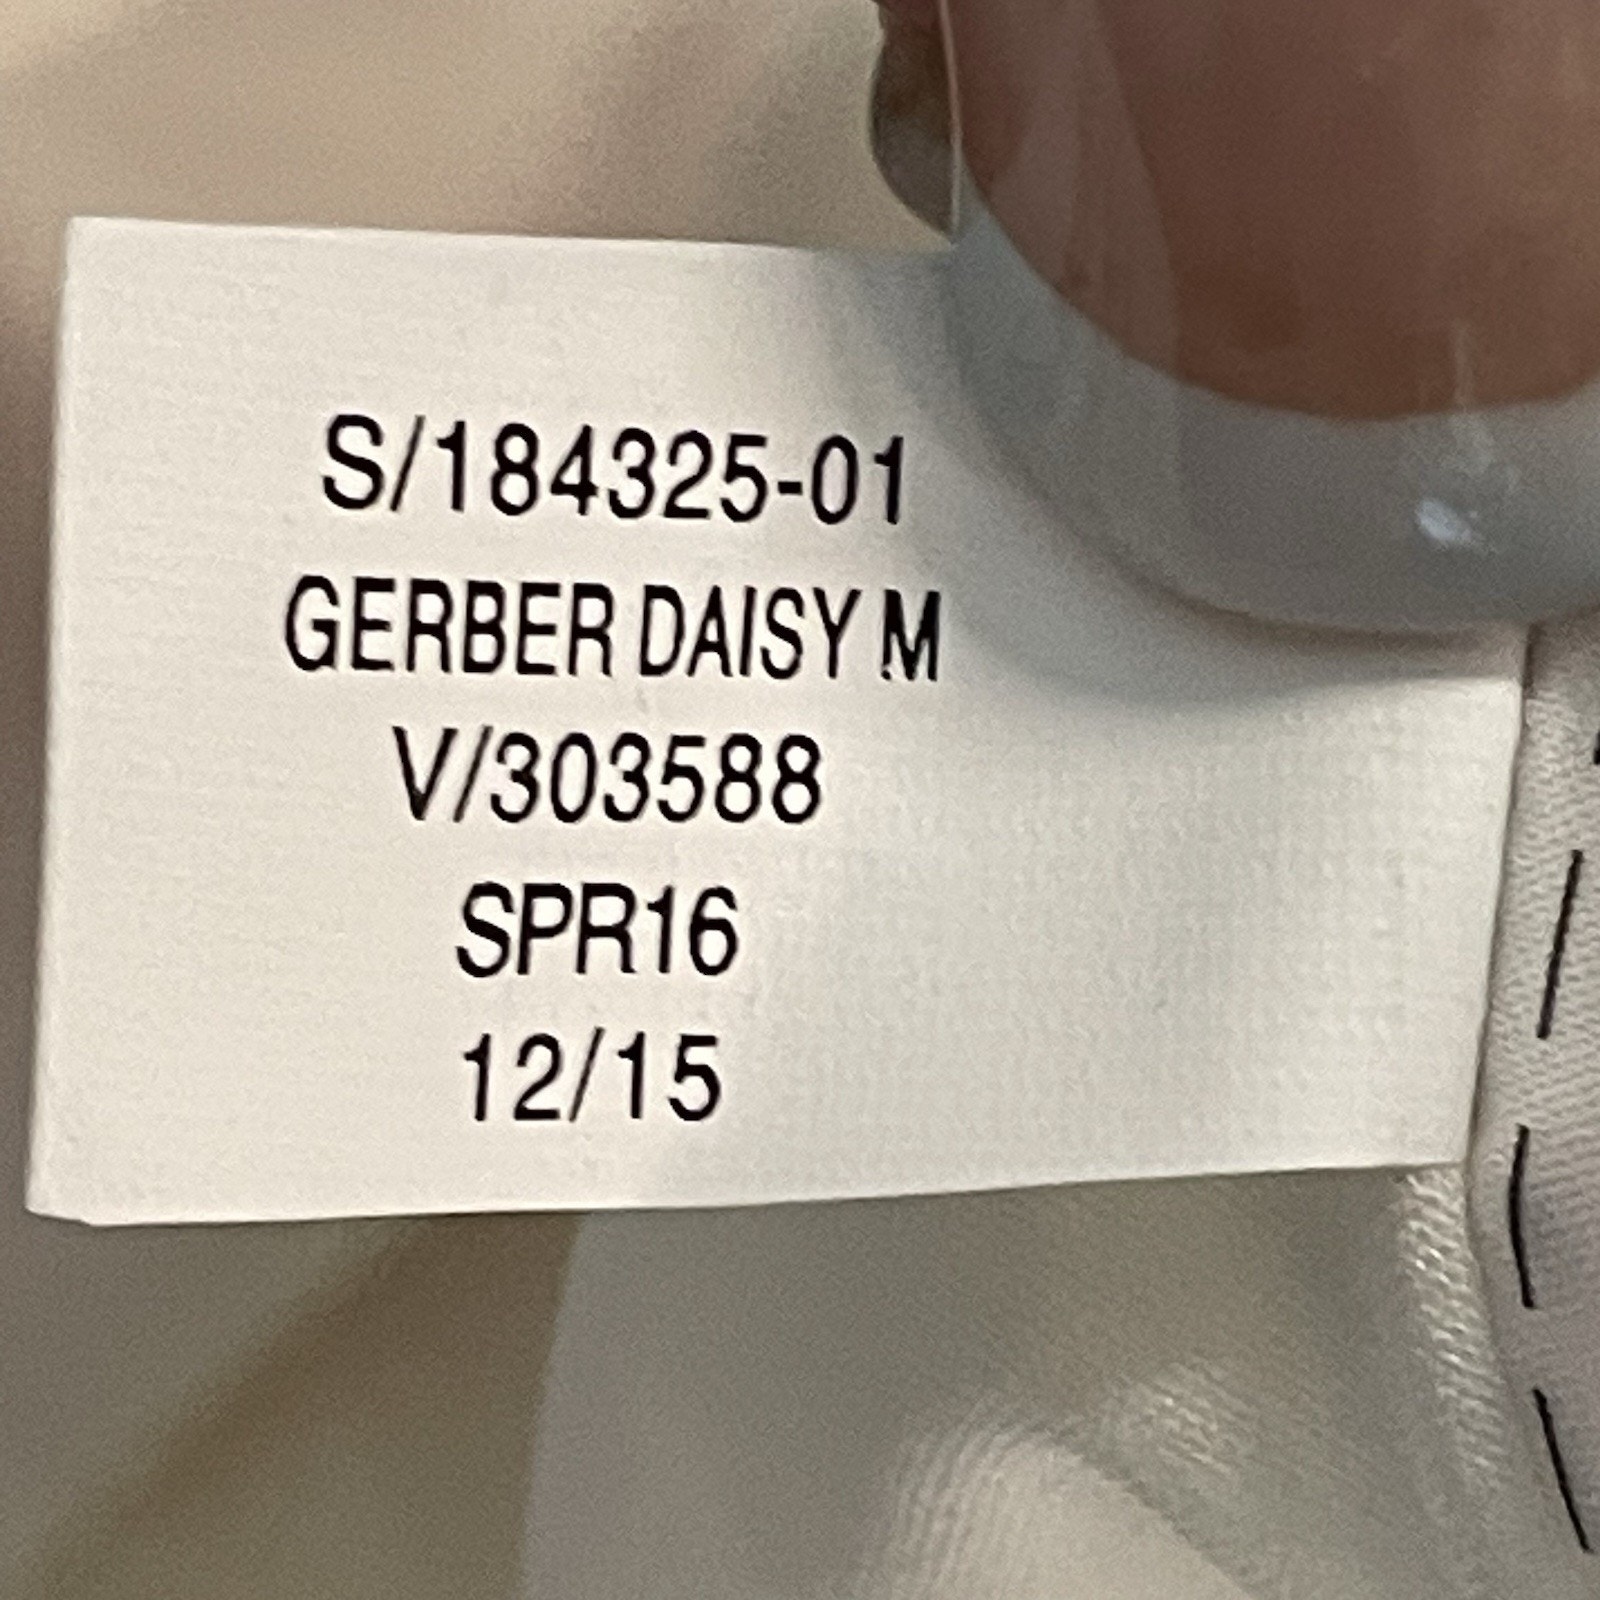 S/184325-01
GERBER DAISY M
V/303588
SPR16
12/15